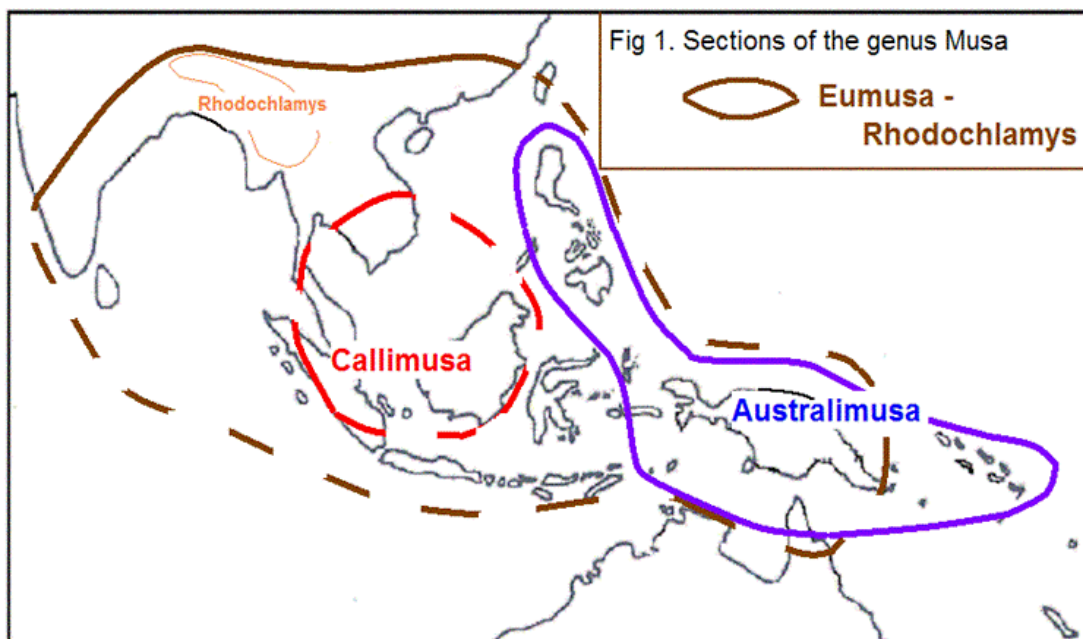 Fig 1. Sections of the genus Musa
Eumusa -
Rhodochlamys
Rhodochlamys
Callimusa
Australimusa